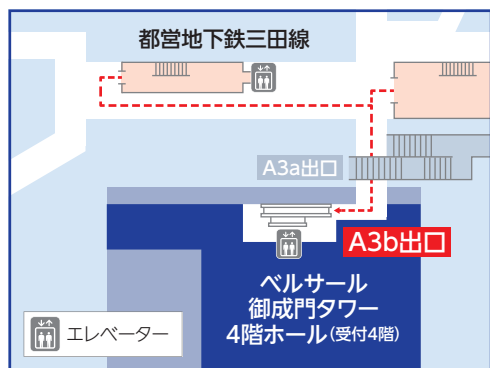 都営地下鉄三田線
A3a出口
A3b出口
ベルサール
御成門タワー
4階ホール(受付4階)
エレベーター